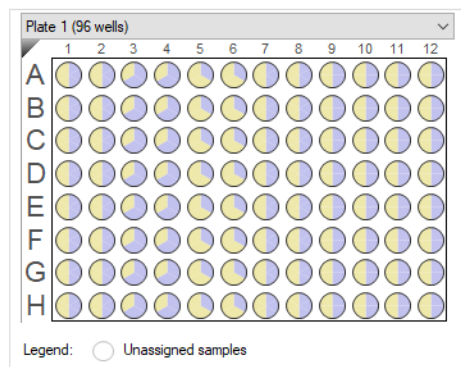 Plate 1 (96 wells)
1 2 3 4 5 6 7 8 9 10 11 12
A
B
C
D
E
F
G
H
Legend: Unassigned samples